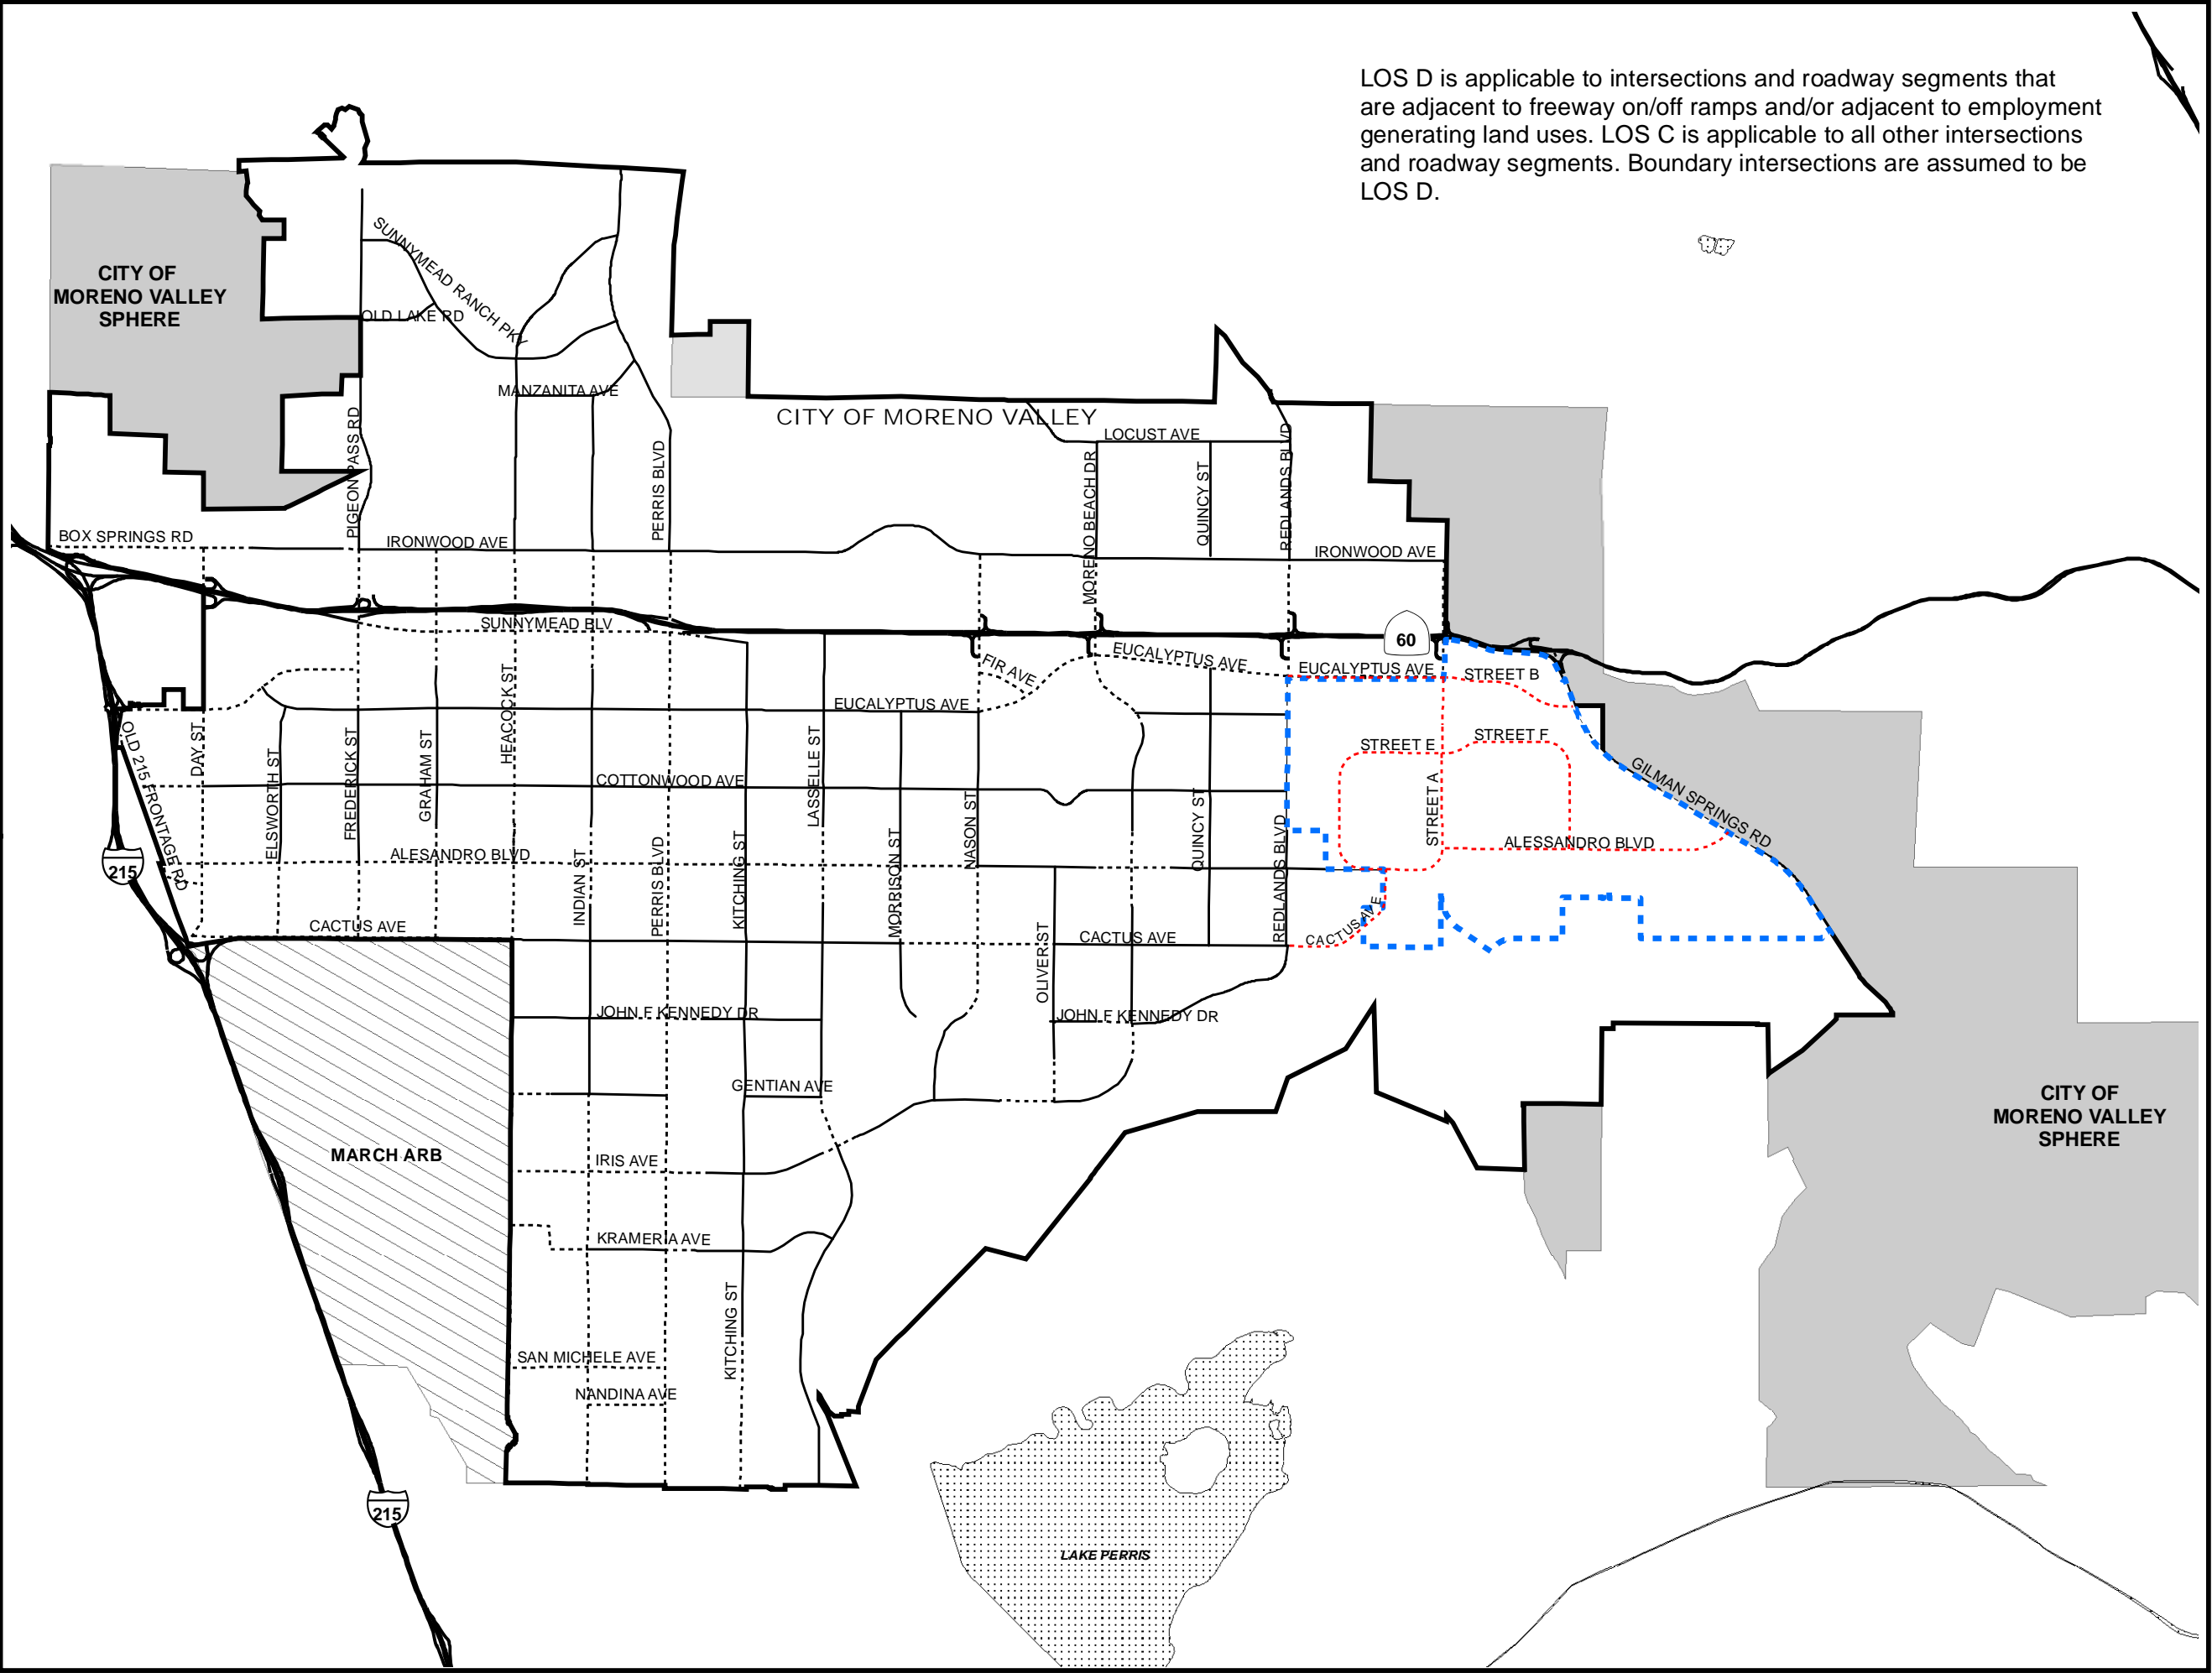 LOS D is applicable to intersections and roadway segments that
are adjacent to freeway on/off ramps and/or adjacent to employment
generating land uses. LOS C is applicable to all other intersections
and roadway segments. Boundary intersections are assumed to be
LOS D.
CITY OF
MORENO VALLEY
SPHERE
SUNNYMEAD RANCH PKY
OLD LAKE RD
MANZANITA AVE
CITY OF MORENO VALLEY
LOCUST AVE
PIGEON PASS RD
PERRIS BLVD
MORENO BEACH DR
QUINCY ST
REDLANDS BLVD
BOX SPRINGS RD
IRONWOOD AVE
IRONWOOD AVE
SUNNYMEAD BLV
60
FIR AVE
EUCALYPTUS AVE
EUCALYPTUS AVE
STREET B
HEACOCK ST
EUCALYPTUS AVE
OLD 215 FRONTAGE RD
DAY ST
ELSWORTH ST
FREDERICK ST
GRAHAM ST
LASSELLE ST
STREET E
STREET F
STREET A
GILMAN SPRINGS RD
COTTONWOOD AVE
NASON ST
QUINCY ST
REDLANDS BLVD
ALESSANDRO BLVD
215
ALESANDRO BLVD
INDIAN ST
PERRIS BLVD
KITCHING ST
MORRISON ST
CACTUS AVE
OLIVER ST
CACTUS AVE
CACTUS AVE
JOHN F KENNEDY DR
JOHN F KENNEDY DR
GENTIAN AVE
CITY OF
MORENO VALLEY
SPHERE
MARCH ARB
IRIS AVE
KRAMERIA AVE
KITCHING ST
SAN MICHELE AVE
NANDINA AVE
215
LAKE PERRIS